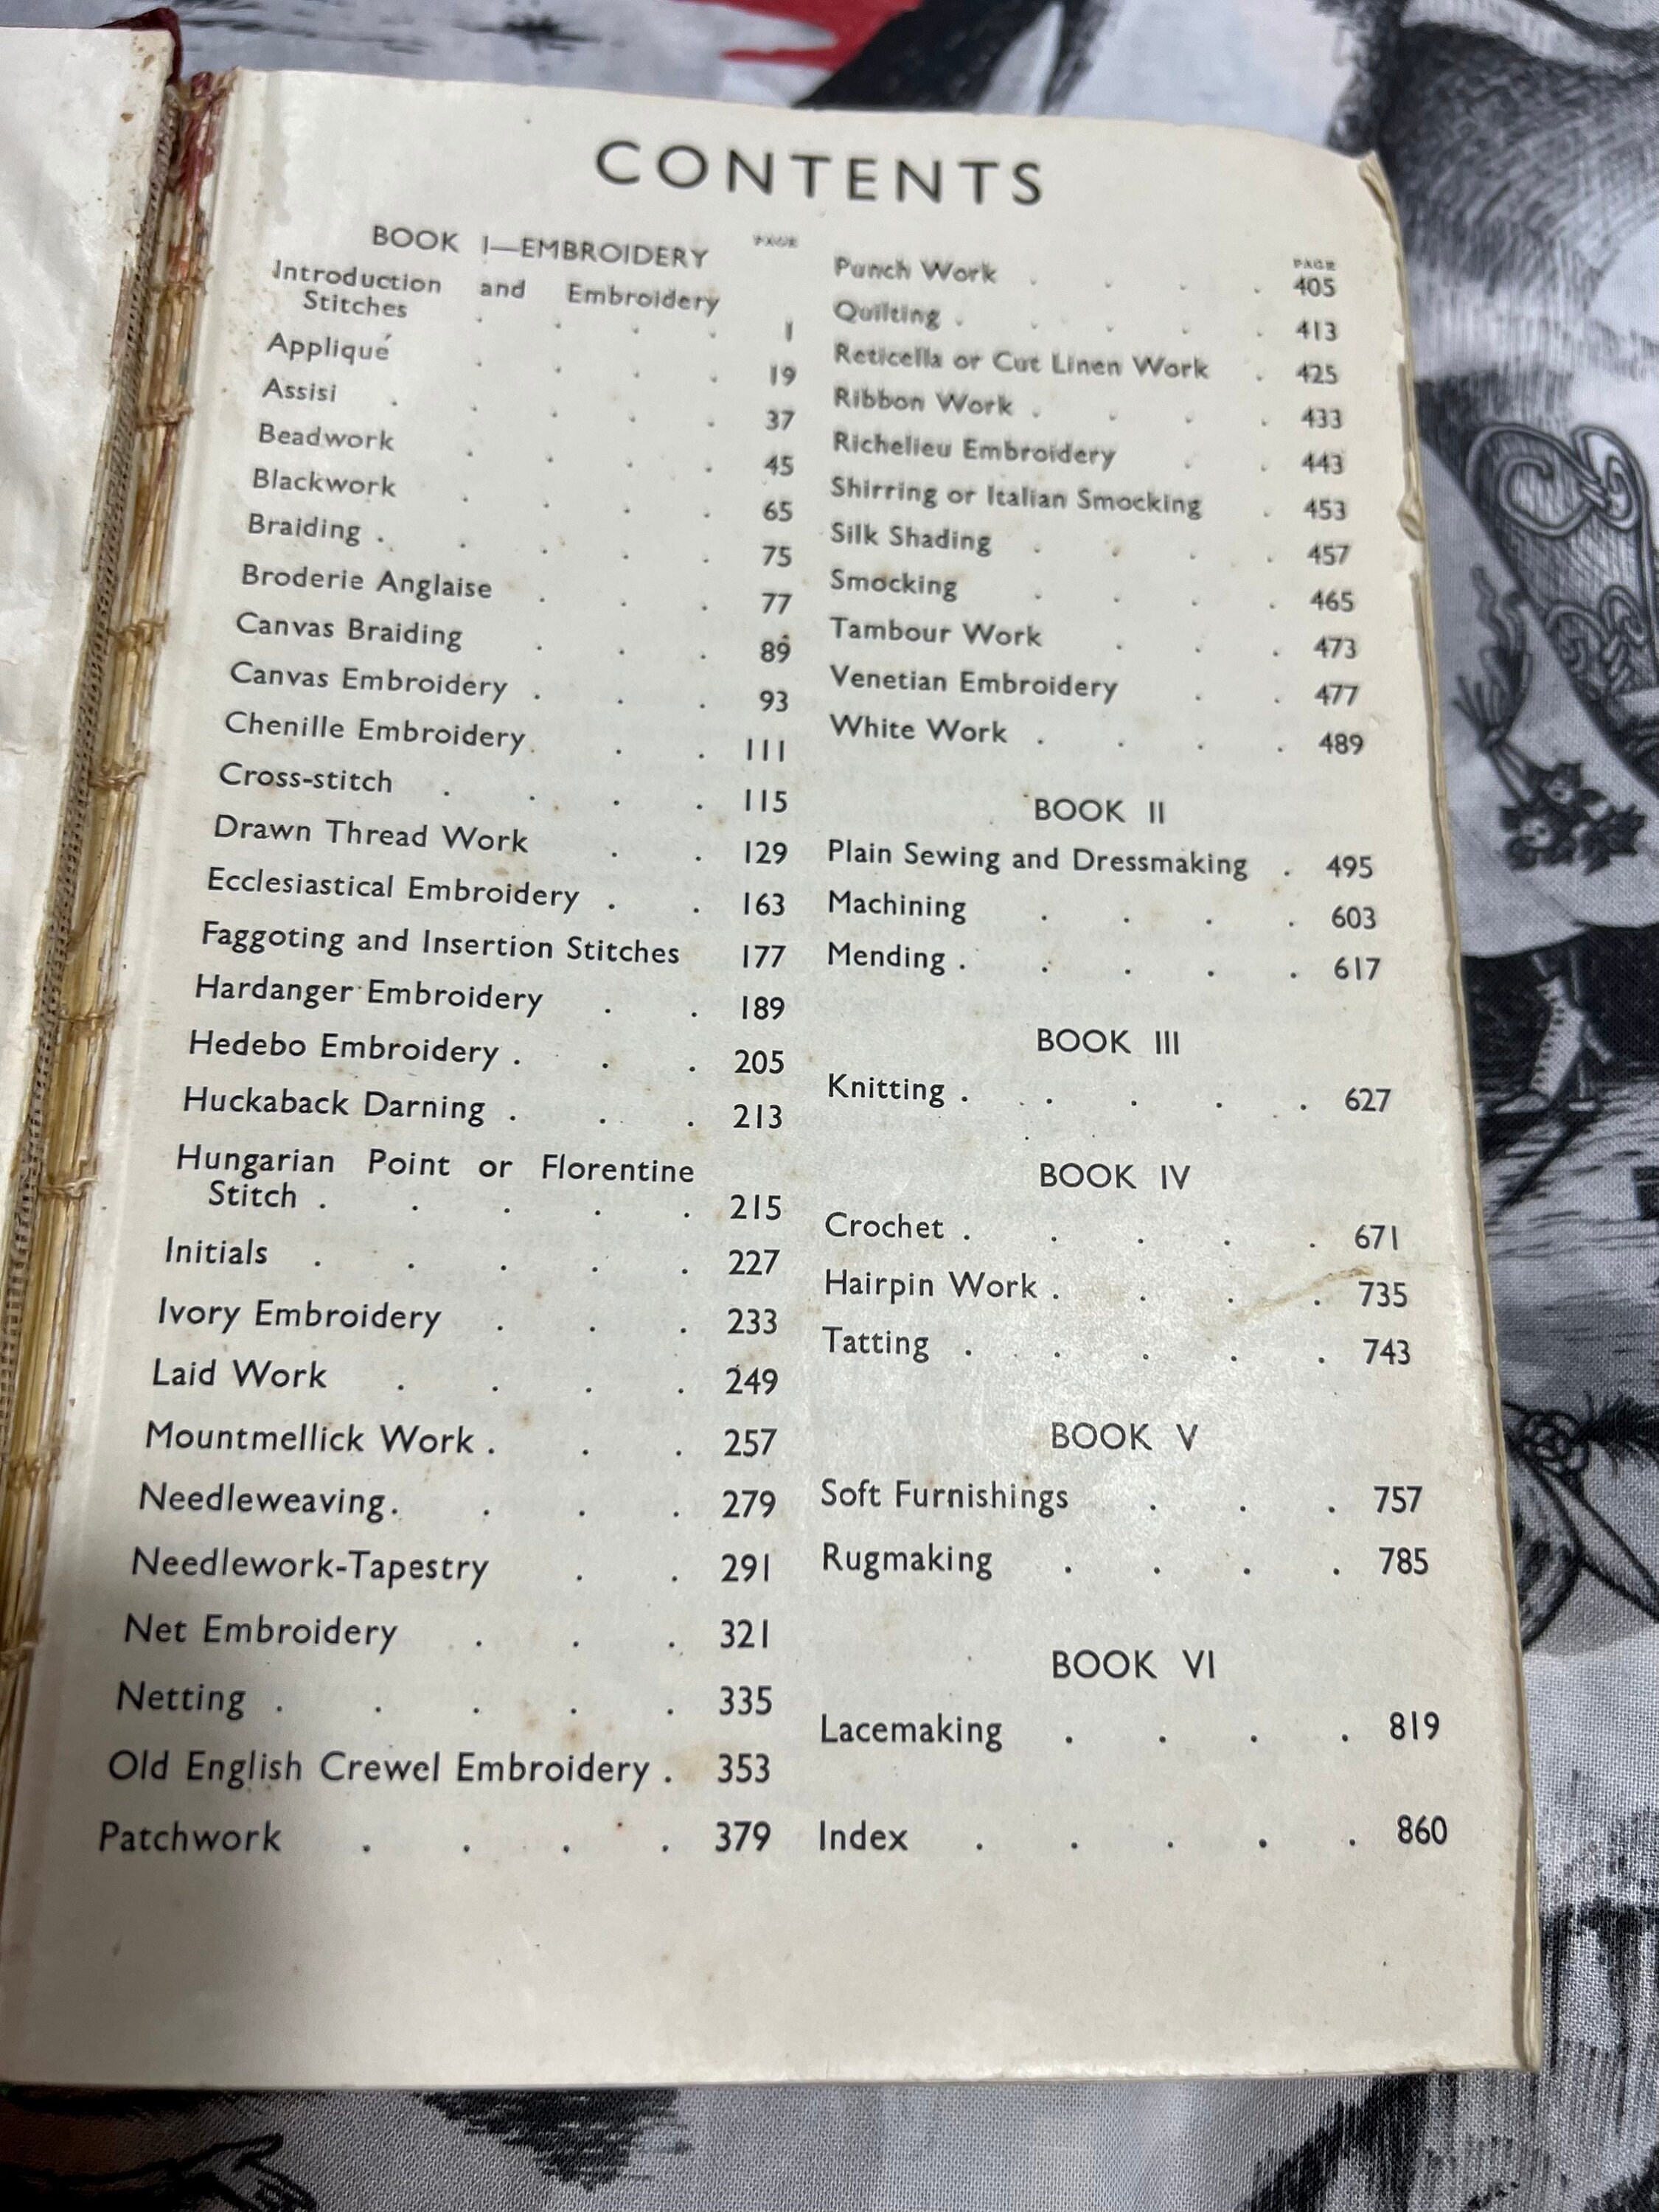 CONTENTS
BOOK I—EMBROIDERY PAGE
Introduction and Embroidery
Stitches . . . . 1
Appliqué . . . . 19
Assisi . . . . . 37
Beadwork . . . . 45
Blackwork . . . . 65
Braiding . . . . . 75
Broderie Anglaise . . . 77
Canvas Braiding . . . 89
Canvas Embroidery . . . 93
Chenille Embroidery . . . 111
Cross-stitch . . . . 115
Drawn Thread Work . . 129
Ecclesiastical Embroidery . . 163
Faggoting and Insertion Stitches 177
Hardanger Embroidery . . 189
Hedebo Embroidery . . . 205
Huckaback Darning . . . 213
Hungarian Point or Florentine
Stitch . . . . . 215
Initials . . . . . 227
Ivory Embroidery . . . 233
Laid Work . . . . 249
Mountmellick Work . . . 257
Needleweaving . . . . 279
Needlework-Tapestry . . 291
Net Embroidery . . . 321
Netting . . . . . 335
Old English Crewel Embroidery . 353
Patchwork . . . . 379
PAGE
Punch Work . . . . 405
Quilting . . . . . 413
Reticella or Cut Linen Work . 425
Ribbon Work . . . . 433
Richelieu Embroidery . . 443
Shirring or Italian Smocking . 453
Silk Shading . . . . 457
Smocking . . . . 465
Tambour Work . . . 473
Venetian Embroidery . . 477
White Work . . . . 489
BOOK II
Plain Sewing and Dressmaking . 495
Machining . . . . 603
Mending . . . . . 617
BOOK III
Knitting . . . . . 627
BOOK IV
Crochet . . . . . 671
Hairpin Work . . . . 735
Tatting . . . . . 743
BOOK V
Soft Furnishings . . . 757
Rugmaking . . . . 785
BOOK VI
Lacemaking . . . . 819
Index . . . . . 860